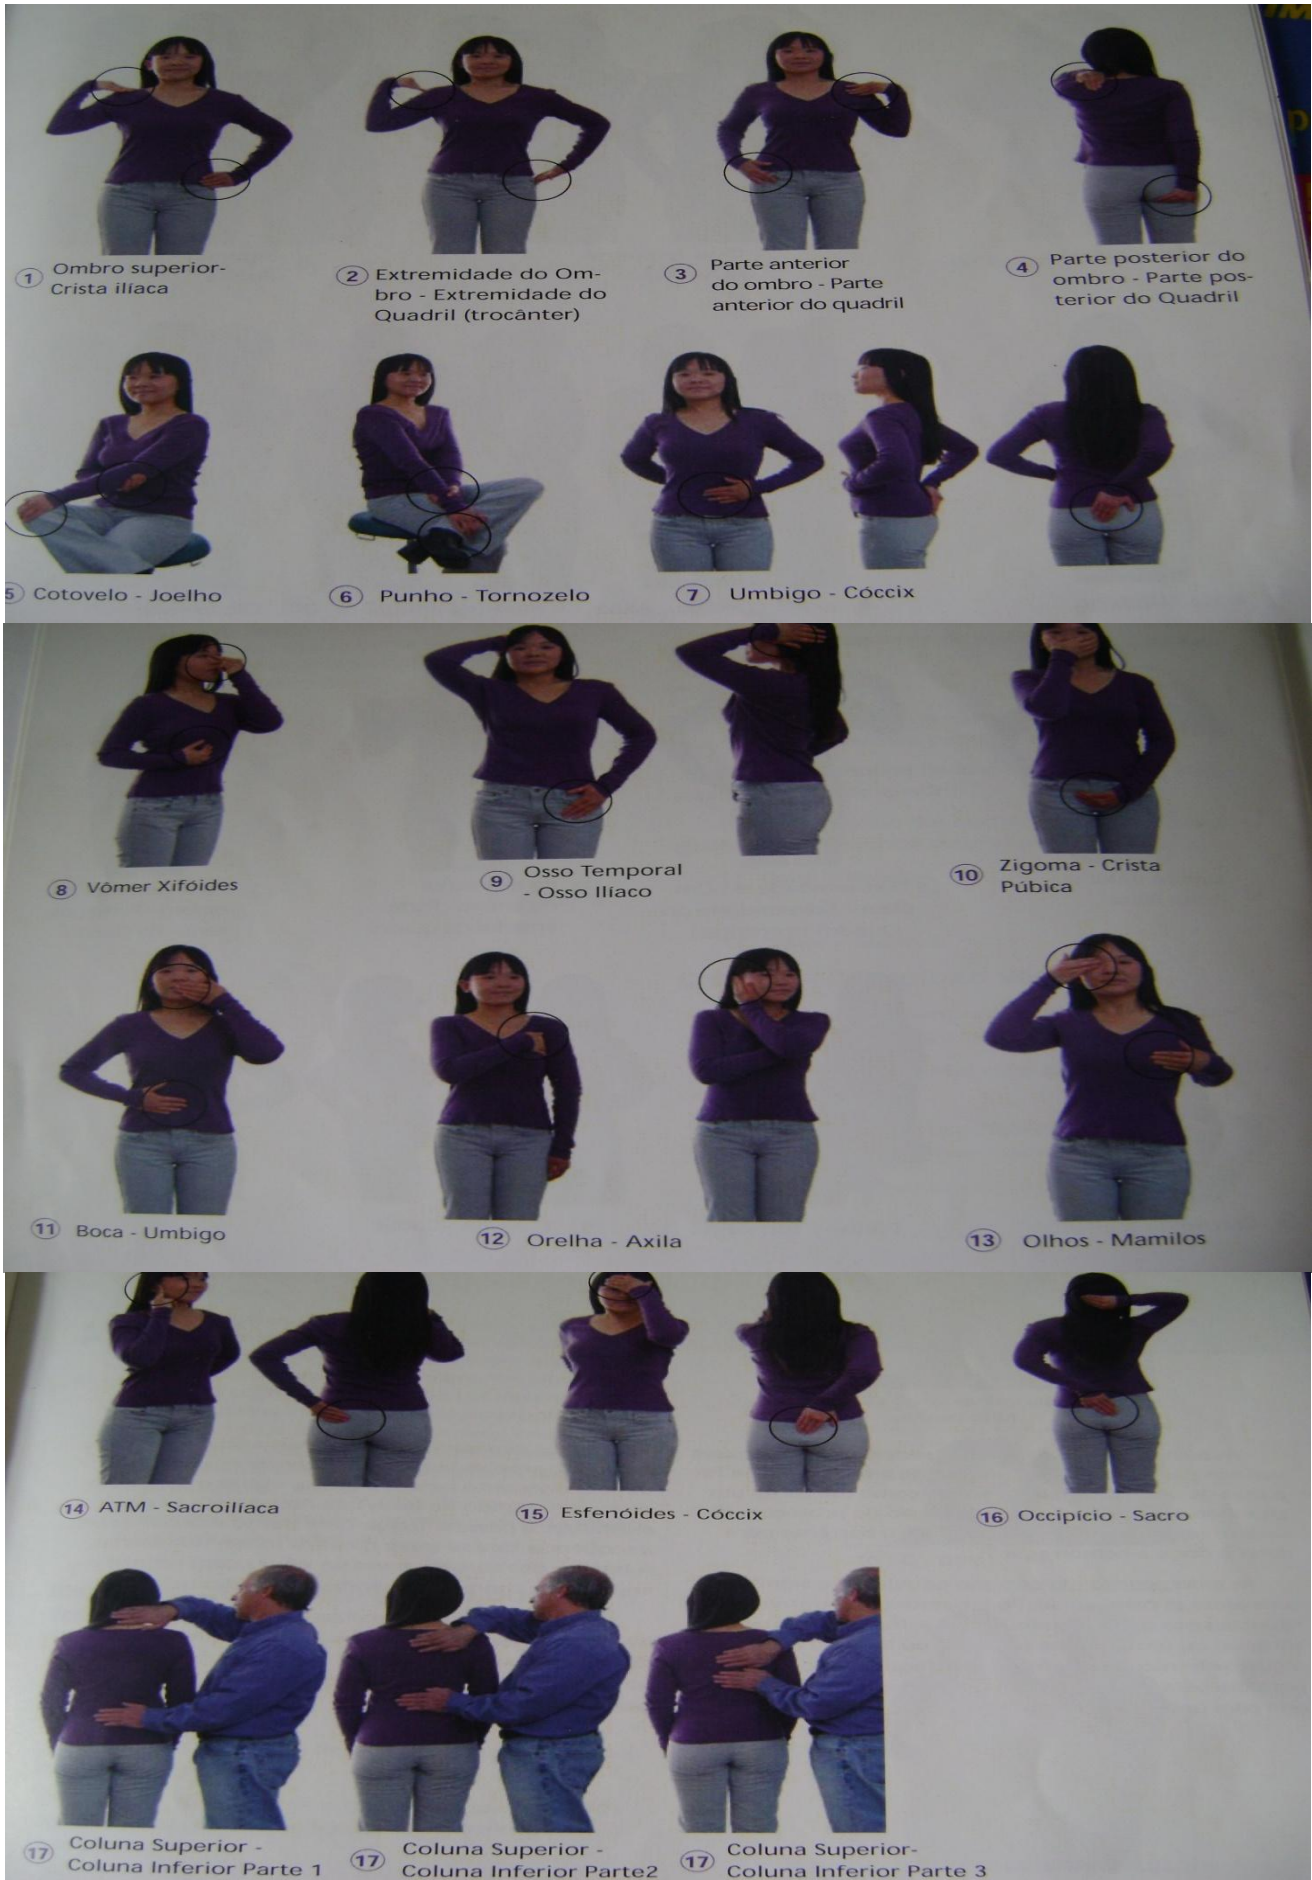 1 Ombro superior-
Crista ilíaca
2 Extremidade do Om-
bro - Extremidade do
Quadril (trocânter)
3 Parte anterior
do ombro - Parte
anterior do quadril
4 Parte posterior do
ombro - Parte pos-
terior do Quadril
5 Cotovelo - Joelho
6 Punho - Tornozelo
7 Umbigo - Cóccix
8 Vômer Xifóides
9 Osso Temporal
- Osso Ilíaco
10 Zigoma - Crista
Púbica
11 Boca - Umbigo
12 Orelha - Axila
13 Olhos - Mamilos
14 ATM - Sacroilíaca
15 Esfenóides - Cóccix
16 Occipício - Sacro
17 Coluna Superior -
Coluna Inferior Parte 1
17 Coluna Superior -
Coluna Inferior Parte2
17 Coluna Superior-
Coluna Inferior Parte 3